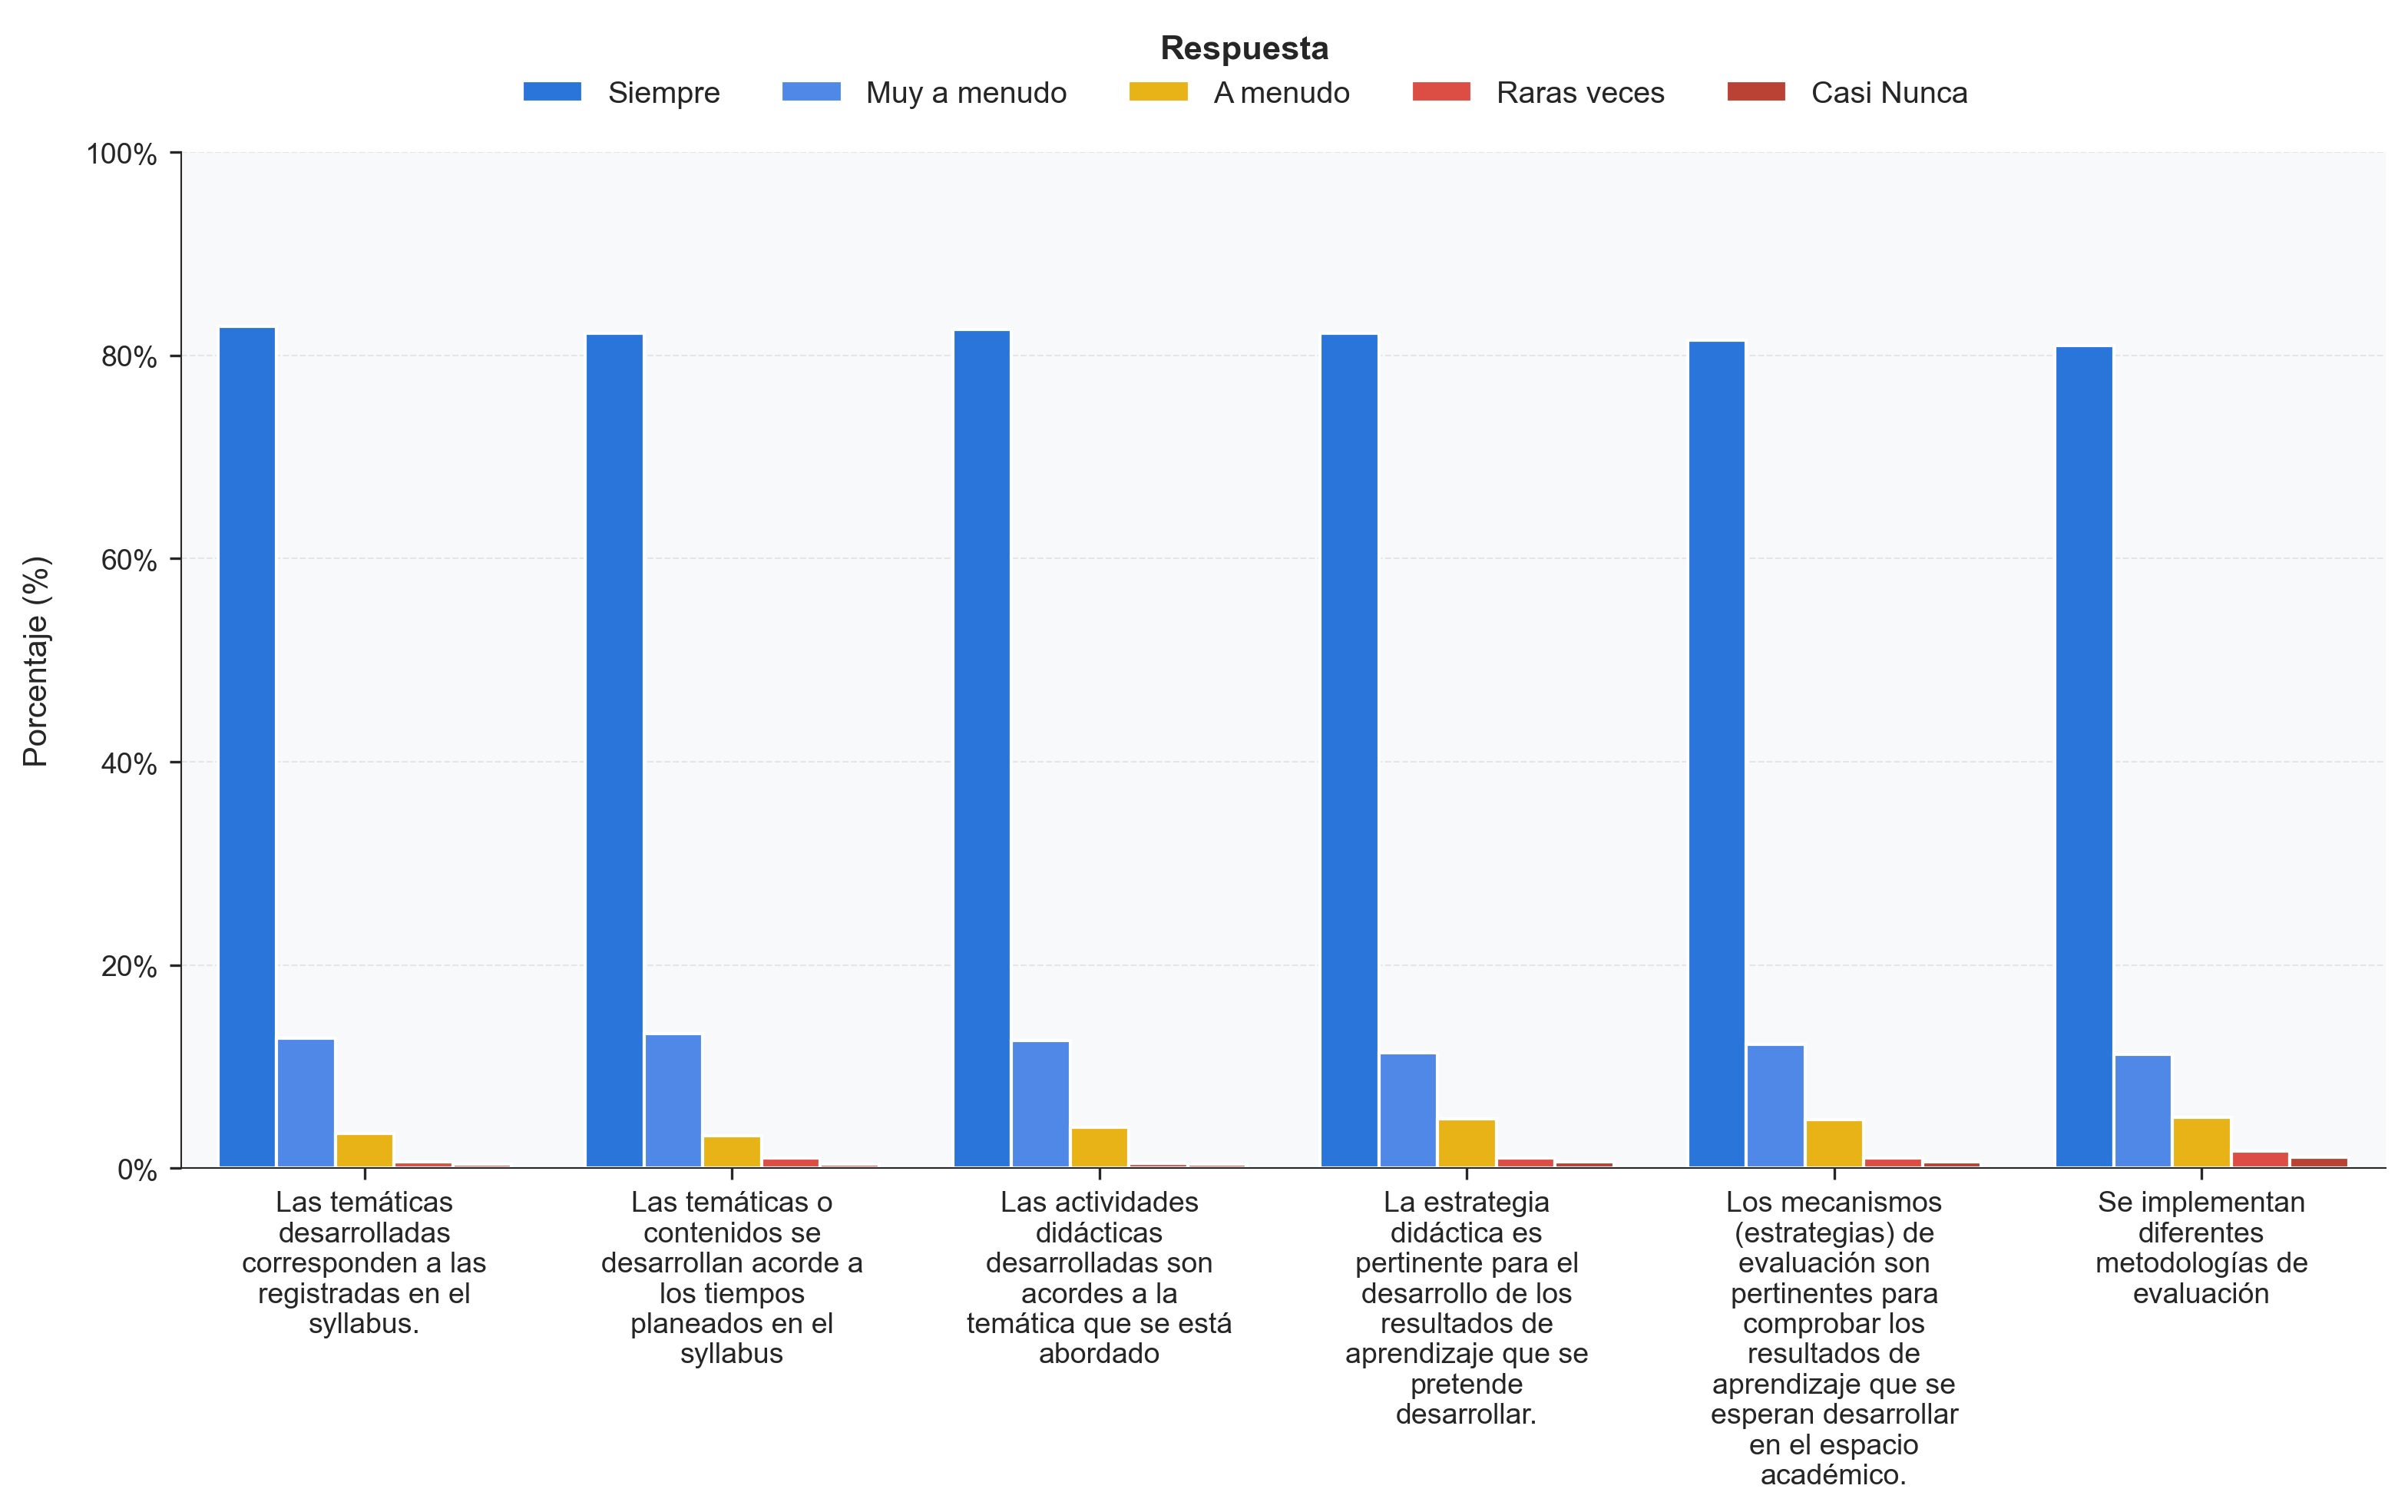 Respuesta
Siempre
Muy a menudo
A menudo
Raras veces
Casi Nunca
100%
80%
60%
40%
20%
0%
Porcentaje (%)
Las temáticas
desarrolladas
corresponden a las
registradas en el
syllabus.
Las temáticas o
contenidos se
desarrollan acorde a
los tiempos
planeados en el
syllabus
Las actividades
didácticas
desarrolladas son
acordes a la
temática que se está
abordado
La estrategia
didáctica es
pertinente para el
desarrollo de los
resultados de
aprendizaje que se
pretende
desarrollar.
Los mecanismos
(estrategias) de
evaluación son
pertinentes para
comprobar los
resultados de
aprendizaje que se
esperan desarrollar
en el espacio
académico.
Se implementan
diferentes
metodologías de
evaluación